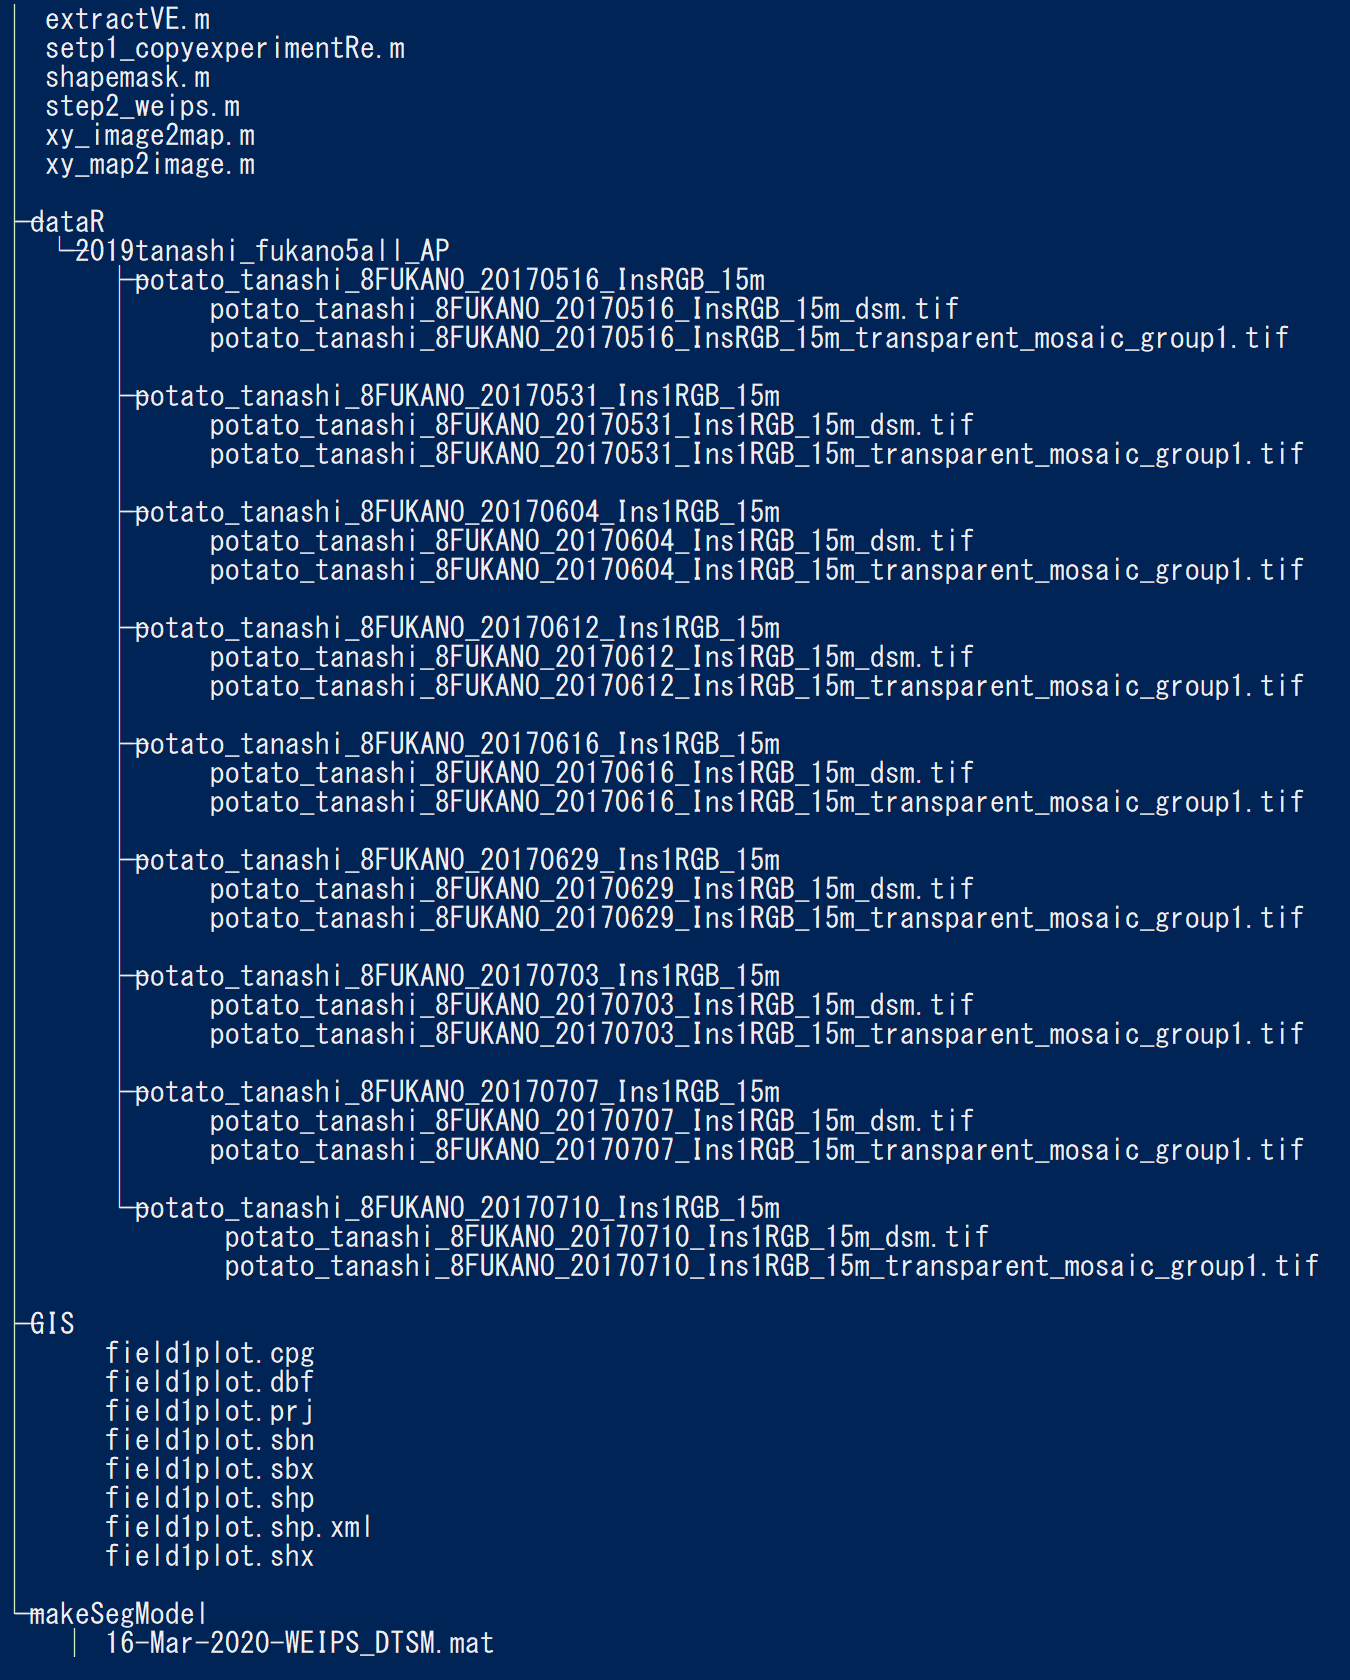 extractVE.m
setp1_copyexperimentRe.m
shapemask.m
step2_weips.m
xy_image2map.m
xy_map2image.m
dataR
2019tanashi_fukano5all_AP
potato_tanashi_8FUKANO_20170516_InsRGB_15m
potato_tanashi_8FUKANO_20170516_InsRGB_15m_dsm.tif
potato_tanashi_8FUKANO_20170516_InsRGB_15m_transparent_mosaic_group1.tif
potato_tanashi_8FUKANO_20170531_Ins1RGB_15m
potato_tanashi_8FUKANO_20170531_Ins1RGB_15m_dsm.tif
potato_tanashi_8FUKANO_20170531_Ins1RGB_15m_transparent_mosaic_group1.tif
potato_tanashi_8FUKANO_20170604_Ins1RGB_15m
potato_tanashi_8FUKANO_20170604_Ins1RGB_15m_dsm.tif
potato_tanashi_8FUKANO_20170604_Ins1RGB_15m_transparent_mosaic_group1.tif
potato_tanashi_8FUKANO_20170612_Ins1RGB_15m
potato_tanashi_8FUKANO_20170612_Ins1RGB_15m_dsm.tif
potato_tanashi_8FUKANO_20170612_Ins1RGB_15m_transparent_mosaic_group1.tif
potato_tanashi_8FUKANO_20170616_Ins1RGB_15m
potato_tanashi_8FUKANO_20170616_Ins1RGB_15m_dsm.tif
potato_tanashi_8FUKANO_20170616_Ins1RGB_15m_transparent_mosaic_group1.tif
potato_tanashi_8FUKANO_20170629_Ins1RGB_15m
potato_tanashi_8FUKANO_20170629_Ins1RGB_15m_dsm.tif
potato_tanashi_8FUKANO_20170629_Ins1RGB_15m_transparent_mosaic_group1.tif
potato_tanashi_8FUKANO_20170703_Ins1RGB_15m
potato_tanashi_8FUKANO_20170703_Ins1RGB_15m_dsm.tif
potato_tanashi_8FUKANO_20170703_Ins1RGB_15m_transparent_mosaic_group1.tif
potato_tanashi_8FUKANO_20170707_Ins1RGB_15m
potato_tanashi_8FUKANO_20170707_Ins1RGB_15m_dsm.tif
potato_tanashi_8FUKANO_20170707_Ins1RGB_15m_transparent_mosaic_group1.tif
potato_tanashi_8FUKANO_20170710_Ins1RGB_15m
potato_tanashi_8FUKANO_20170710_Ins1RGB_15m_dsm.tif
potato_tanashi_8FUKANO_20170710_Ins1RGB_15m_transparent_mosaic_group1.tif
GIS
field1plot.cpg
field1plot.dbf
field1plot.prj
field1plot.sbn
field1plot.sbx
field1plot.shp
field1plot.shp.xml
field1plot.shx
makeSegModel
16-Mar-2020-WEIPS_DTSM.mat